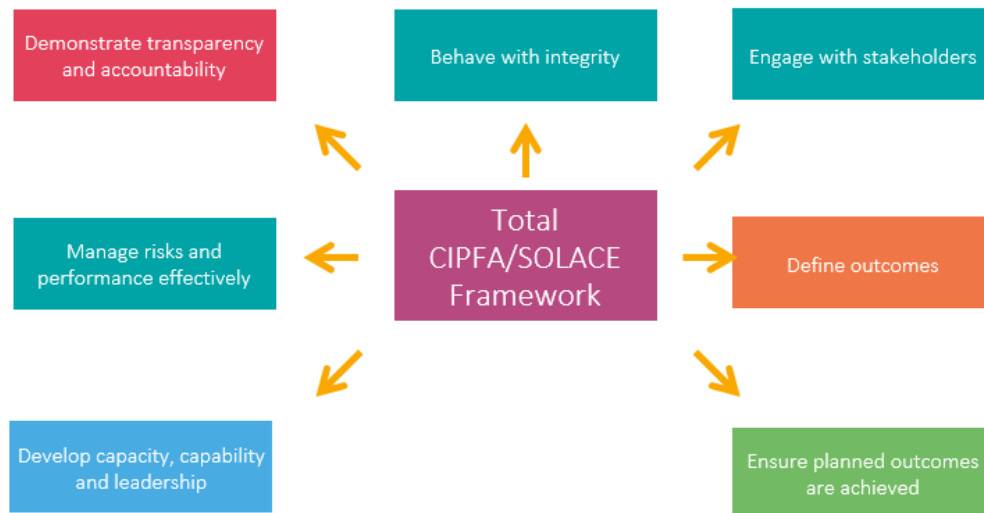 Demonstrate transparency
and accountability
Behave with integrity
Engage with stakeholders
Manage risks and
performance effectively
Total
CIPFA/SOLACE
Framework
Define outcomes
Develop capacity, capability
and leadership
Ensure planned outcomes
are achieved